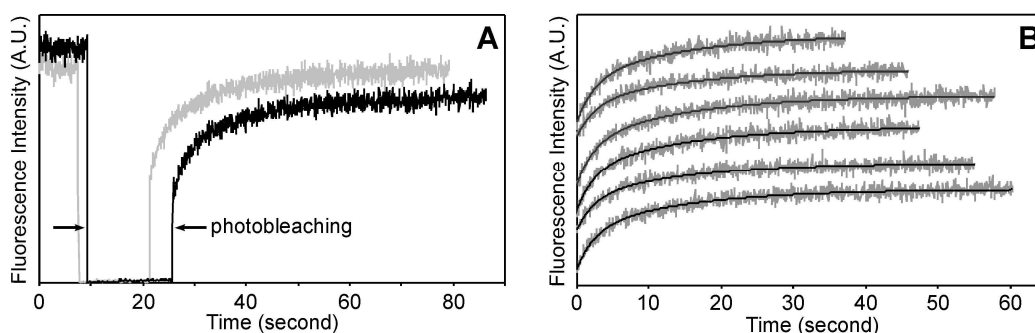 Fluorescence Intensity (A.U.)
A
photobleaching
0 20 40 60 80
Time (second)
Fluorescence Intensity (A.U.)
B
0 10 20 30 40 50 60
Time (second)